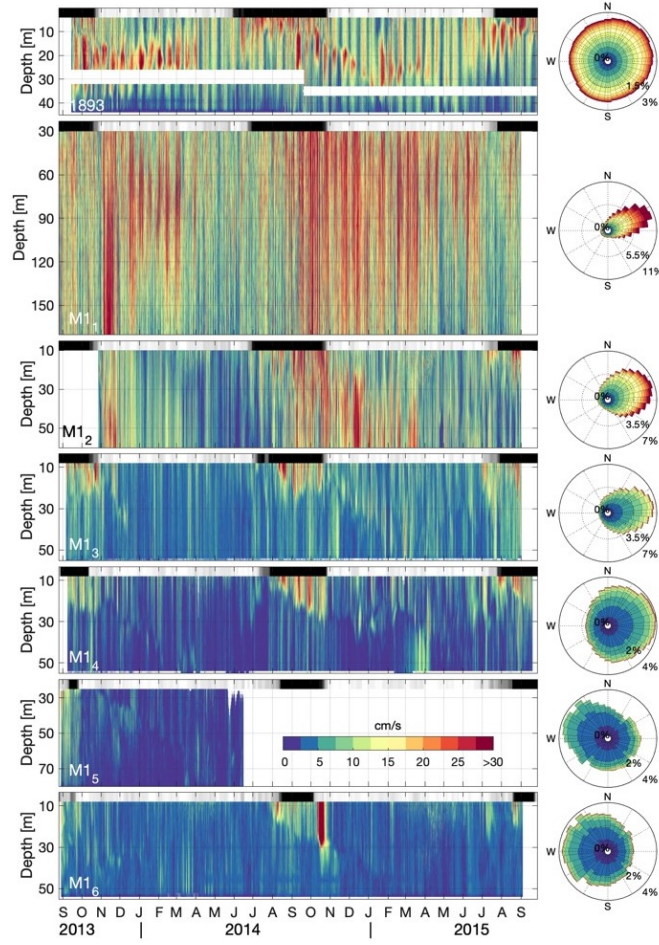 N
Depth [m]
10
20
30
40
1893
W
0%
1.5%
3%
S
Depth [m]
30
60
90
120
150
M1₁
N
W
0%
5.5%
11%
S
Depth [m]
10
30
50
M1₂
N
W
0%
3.5%
7%
Depth [m]
10
30
50
M1₃
N
W
0%
3.5%
7%
Depth [m]
10
30
50
M1₄
N
W
0%
2%
4%
Depth [m]
30
50
70
M1₅
cm/s
0 5 10 15 20 25 >30
N
W
0%
2%
4%
Depth [m]
10
30
50
M1₆
N
W
0%
2%
4%
S O N D J F M A M J J A S O N D J F M A M J J A S
2013 | 2014 | 2015